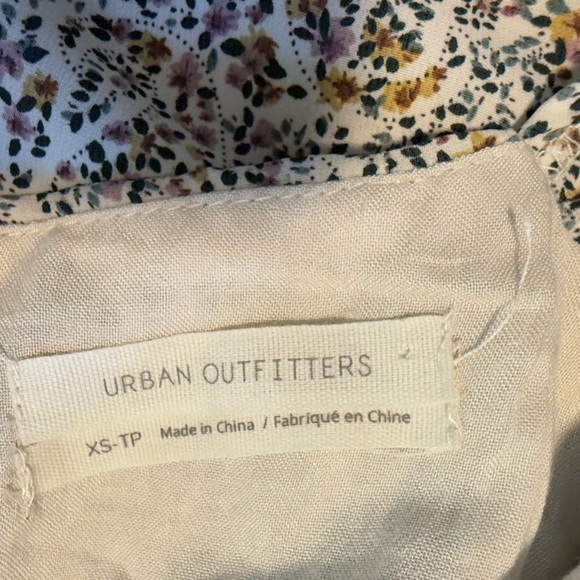 URBAN OUTFITTERS
XS-TP Made in China / Fabriqué en Chine